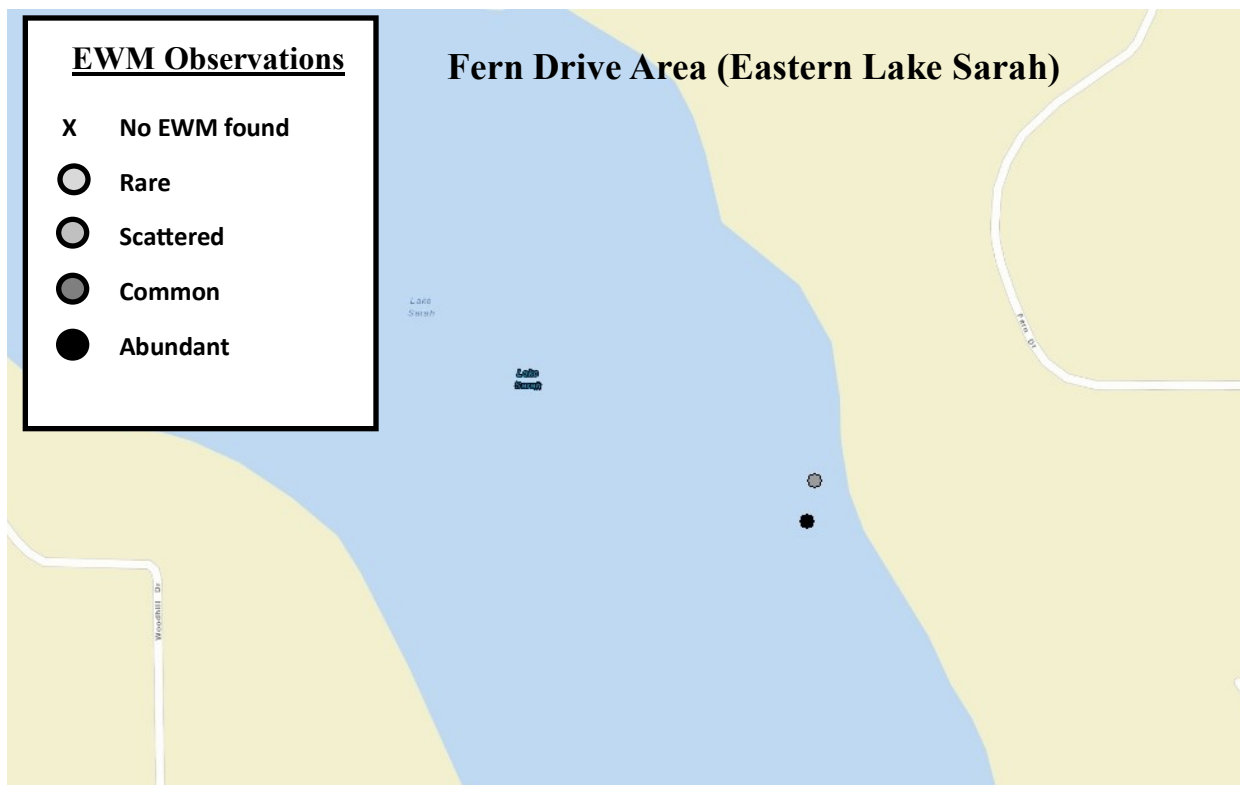 EWM Observations
Fern Drive Area (Eastern Lake Sarah)
X No EWM found
Rare
Scattered
Common
Abundant
Lake
Sarah
Lake
Sarah
Fern Dr
Woodhill Dr